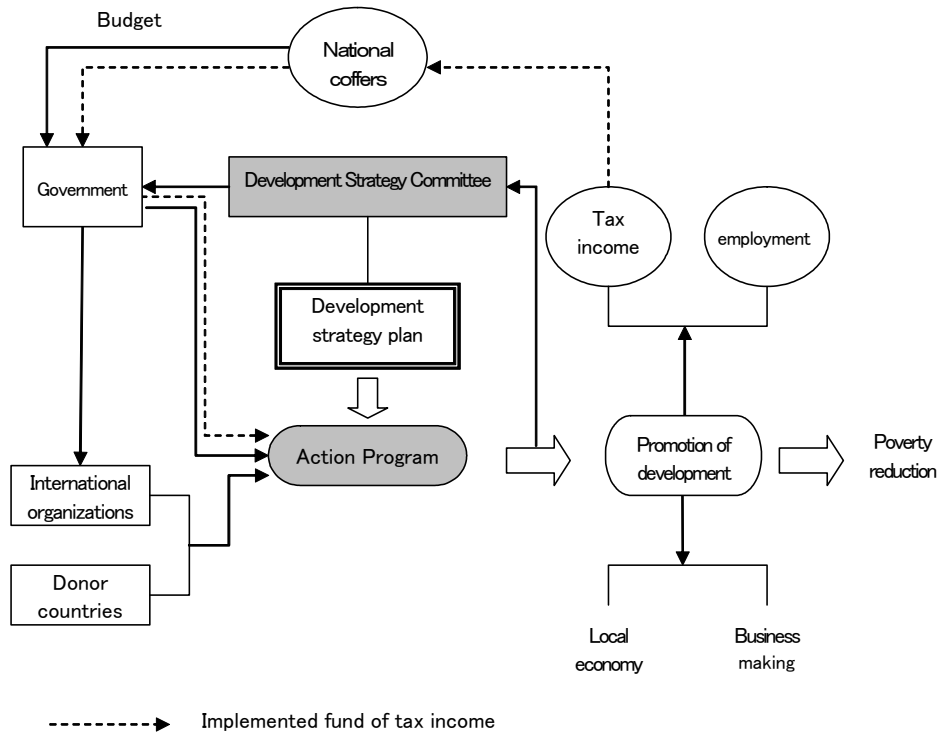 Budget
National
coffers
Government
Development Strategy Committee
Tax
income
employment
Development
strategy plan
Action Program
Promotion of
development
Poverty
reduction
International
organizations
Donor
countries
Local
economy
Business
making
Implemented fund of tax income